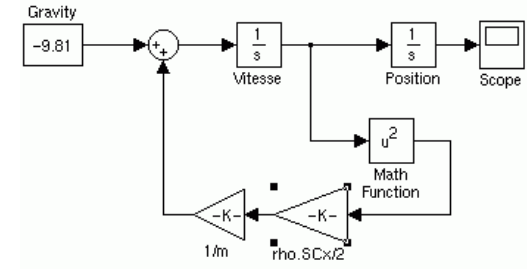 Gravity
-9.81
+
+
1
s
Vitesse
1
s
Position
Scope
u2
Math
Function
-K-
1/m
-K-
rho.SCx/2